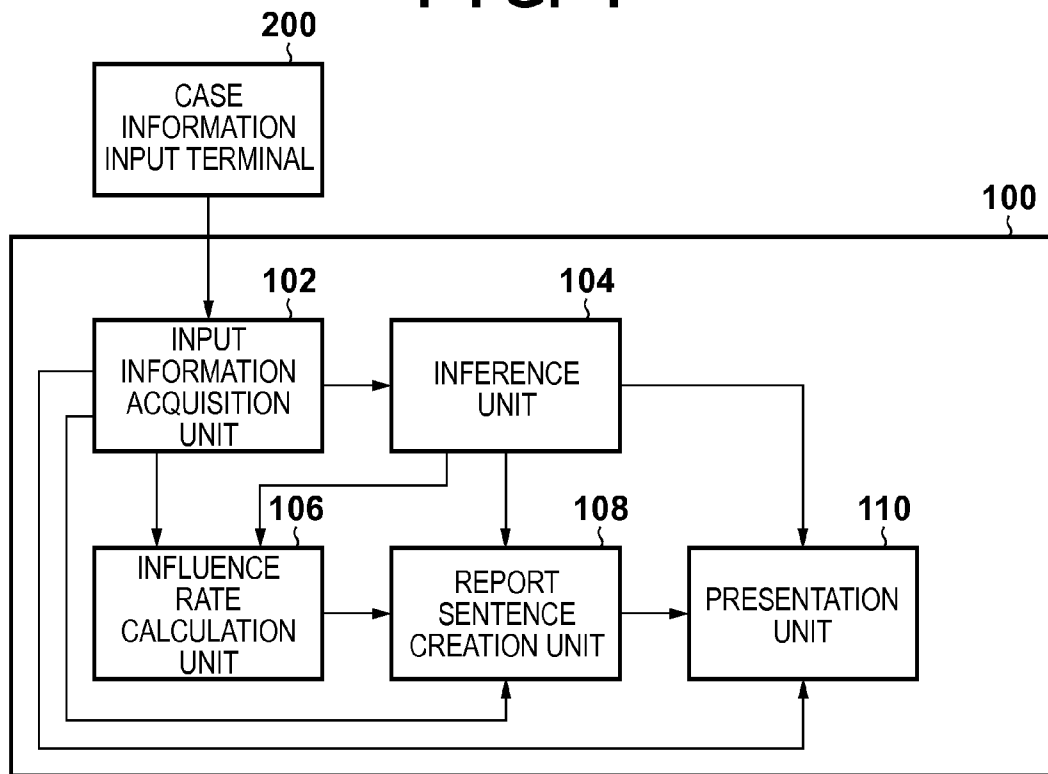 200
CASE
INFORMATION
INPUT TERMINAL
100
102
INPUT
INFORMATION
ACQUISITION
UNIT
104
INFERENCE
UNIT
106
INFLUENCE
RATE
CALCULATION
UNIT
108
REPORT
SENTENCE
CREATION UNIT
110
PRESENTATION
UNIT